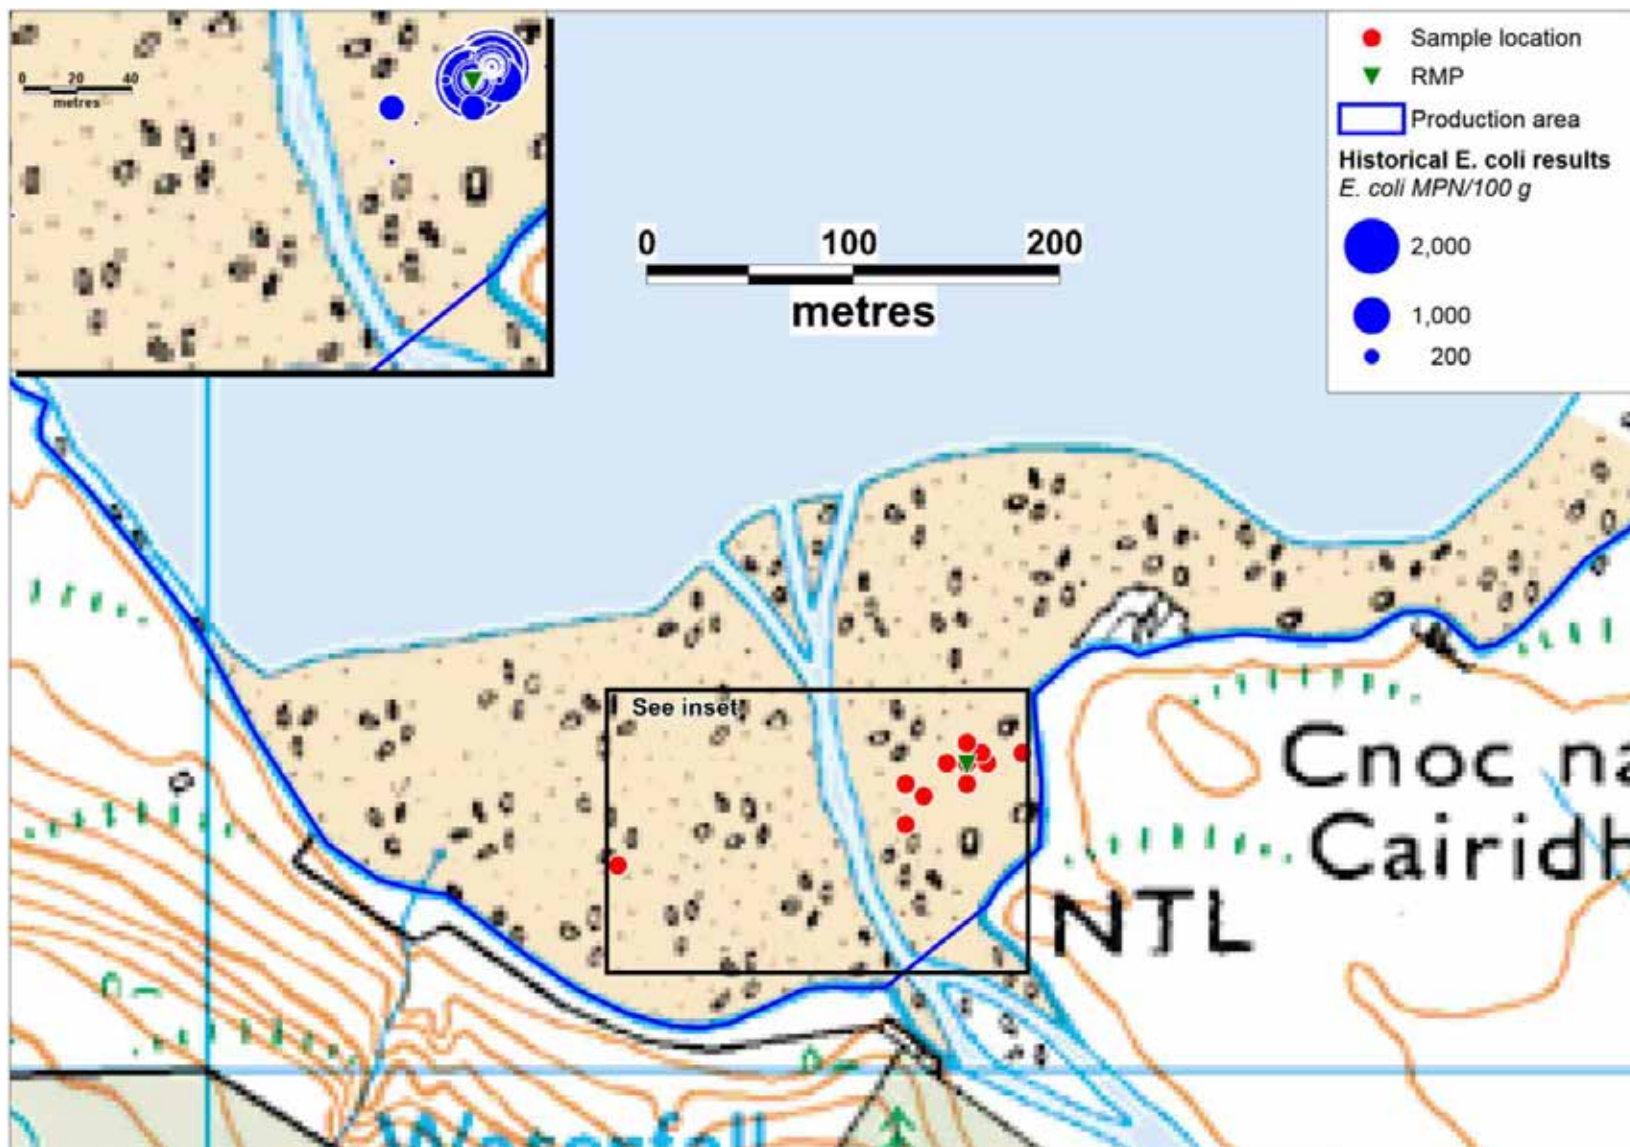 0 20 40
metres
Sample location
RMP
Production area
Historical E. coli results
E. coli MPN/100 g
2,000
1,000
200
0 100 200
metres
See inset
Cnoc na
Cairidh
NTL
Waterfall